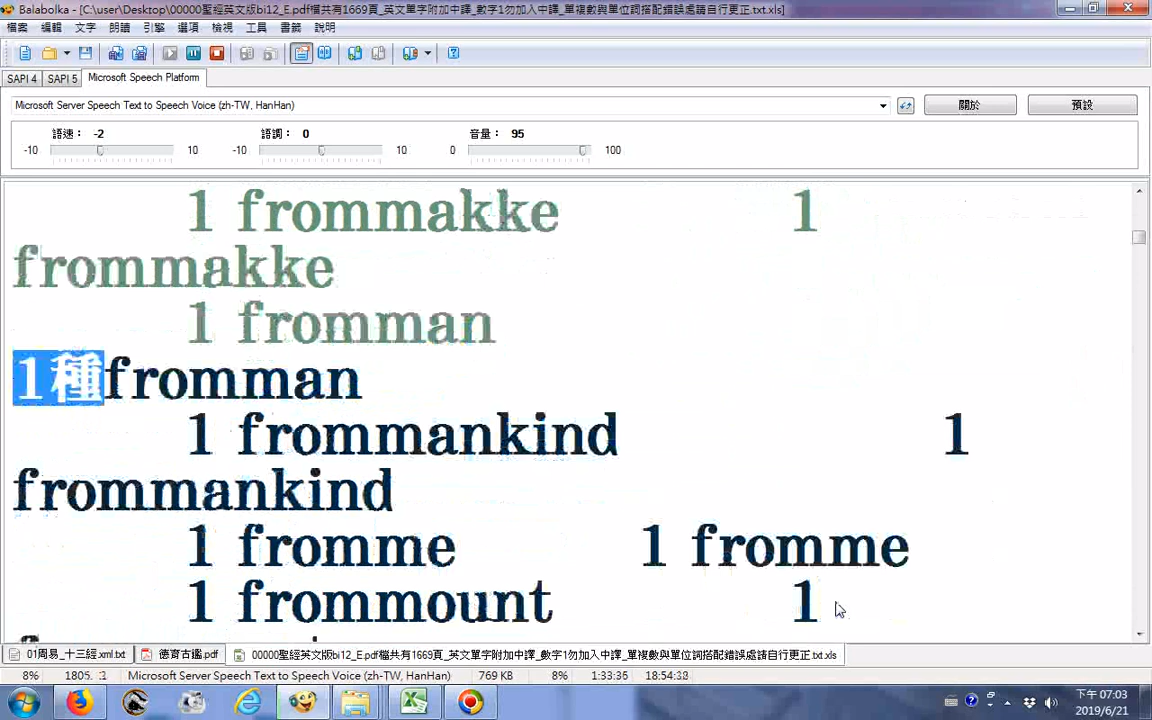 Balabolka - [C:\user\Desktop\00000聖經英文版bi12_E.pdf檔共有1669頁_英文單字附加中譯_數字1勿加入中譯_單複數與單位詞搭配錯誤處請自行更正.txt.xls]
檔案 編輯 文字 朗讀 引擎 選項 檢視 工具 書籤 說明
SAPI 4 SAPI 5 Microsoft Speech Platform
Microsoft Server Speech Text to Speech Voice (zh-TW, HanHan) 關於 預設
語速： -2 語調： 0 音量： 95
-10 10 -10 10 0 100
1 frommakke 1
frommakke
1 fromman
1種fromman
1 frommankind 1
frommankind
1 fromme 1 fromme
1 frommount 1
01周易_十三經.xml.txt 德育古鑑.pdf 00000聖經英文版bi12_E.pdf檔共有1669頁_英文單字附加中譯_數字1勿加入中譯_單複數與單位詞搭配錯誤處請自行更正.txt.xls
8% 1805: :1 Microsoft Server Speech Text to Speech Voice (zh-TW, HanHan) 769 KB 8% 1:33:36 18:54:38
下午 07:03
2019/6/21